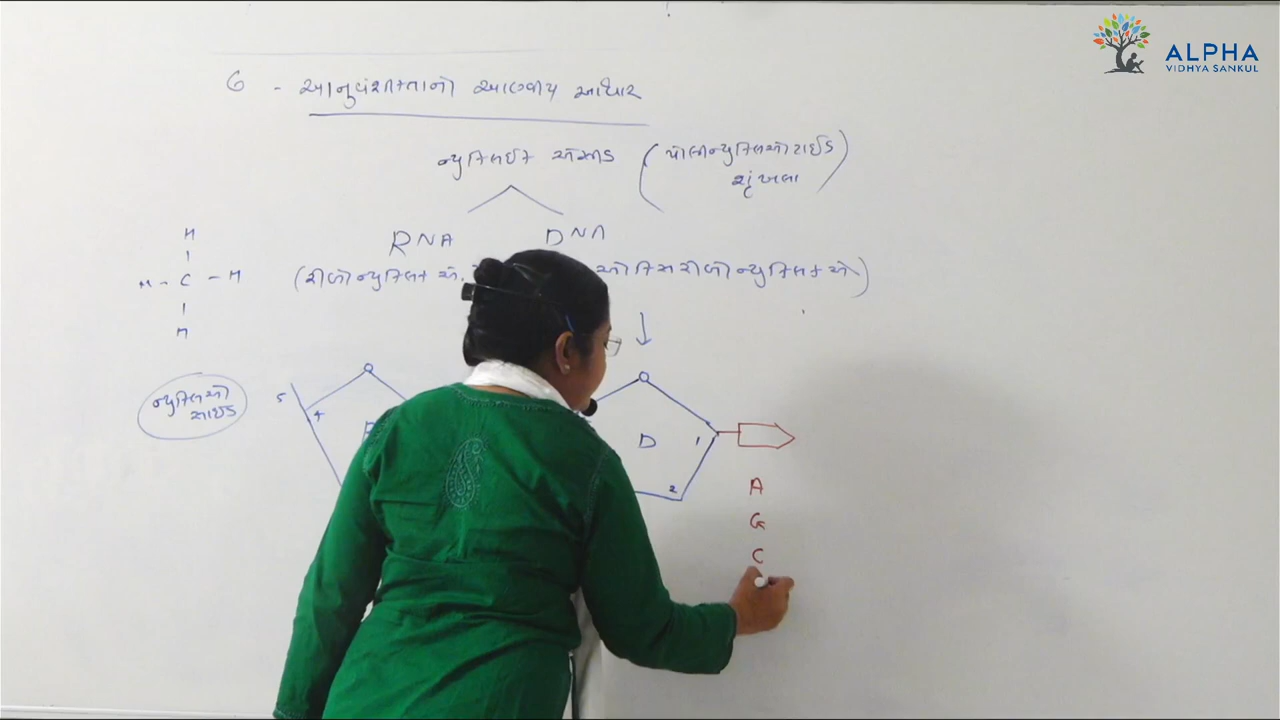 ALPHA
VIDHYA SANKUL
6 - આનુવંશીકતાનો આણ્વીય આધાર
ન્યુક્લિઈક એસિડ (પોલીન્યુક્લિઓટાઈડ
શૃંખલા)
RNA DNA
(રીબોન્યુક્લિક એ. ઓક્સિરીબોન્યુક્લિક એ)
H
H - C - H
H
ન્યુક્લિઓ
સાઈડ
5
4
D
1
2
A
G
C